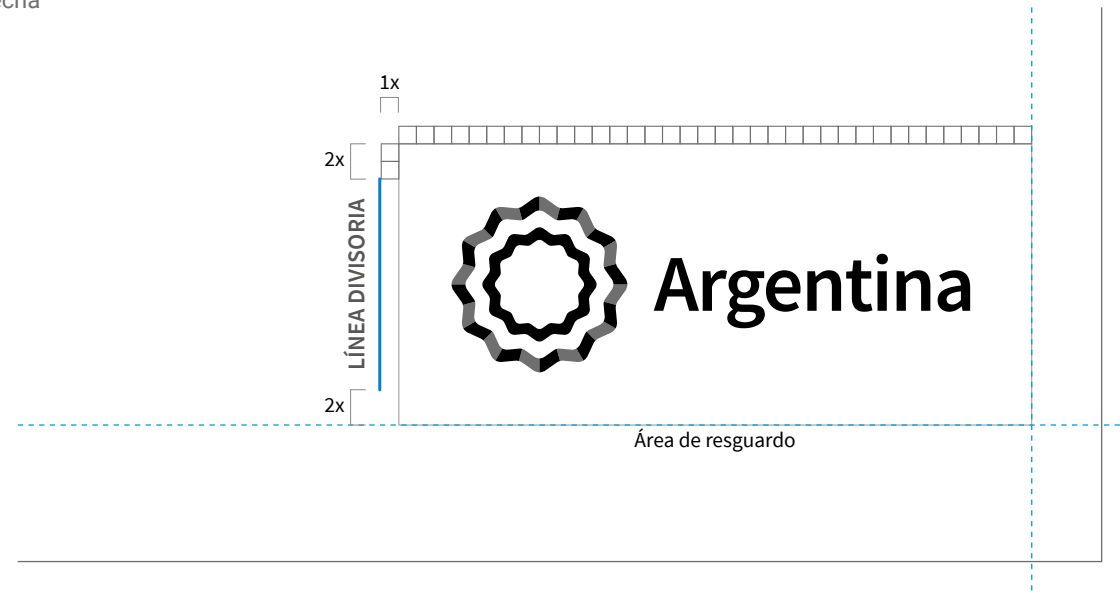 1x
2x
LÍNEA DIVISORIA
Argentina
2x
Área de resguardo